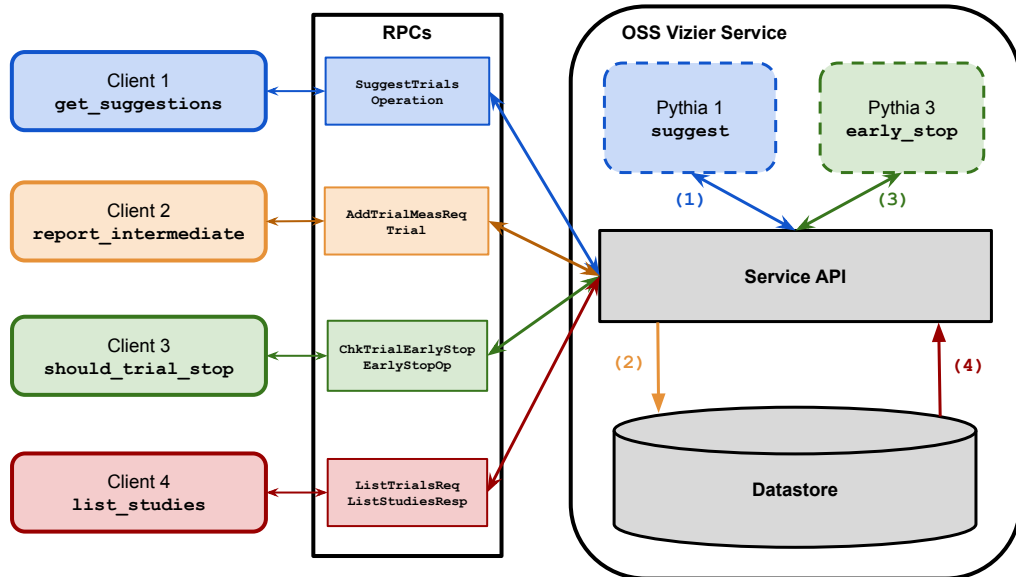 RPCs
OSS Vizier Service
Client 1
get_suggestions
SuggestTrials
Operation
Pythia 1
suggest
Pythia 3
early_stop
(1)
(3)
Client 2
report_intermediate
AddTrialMeasReq
Trial
Service API
Client 3
should_trial_stop
ChkTrialEarlyStop
EarlyStopOp
(2)
(4)
Client 4
list_studies
ListTrialsReq
ListStudiesResp
Datastore